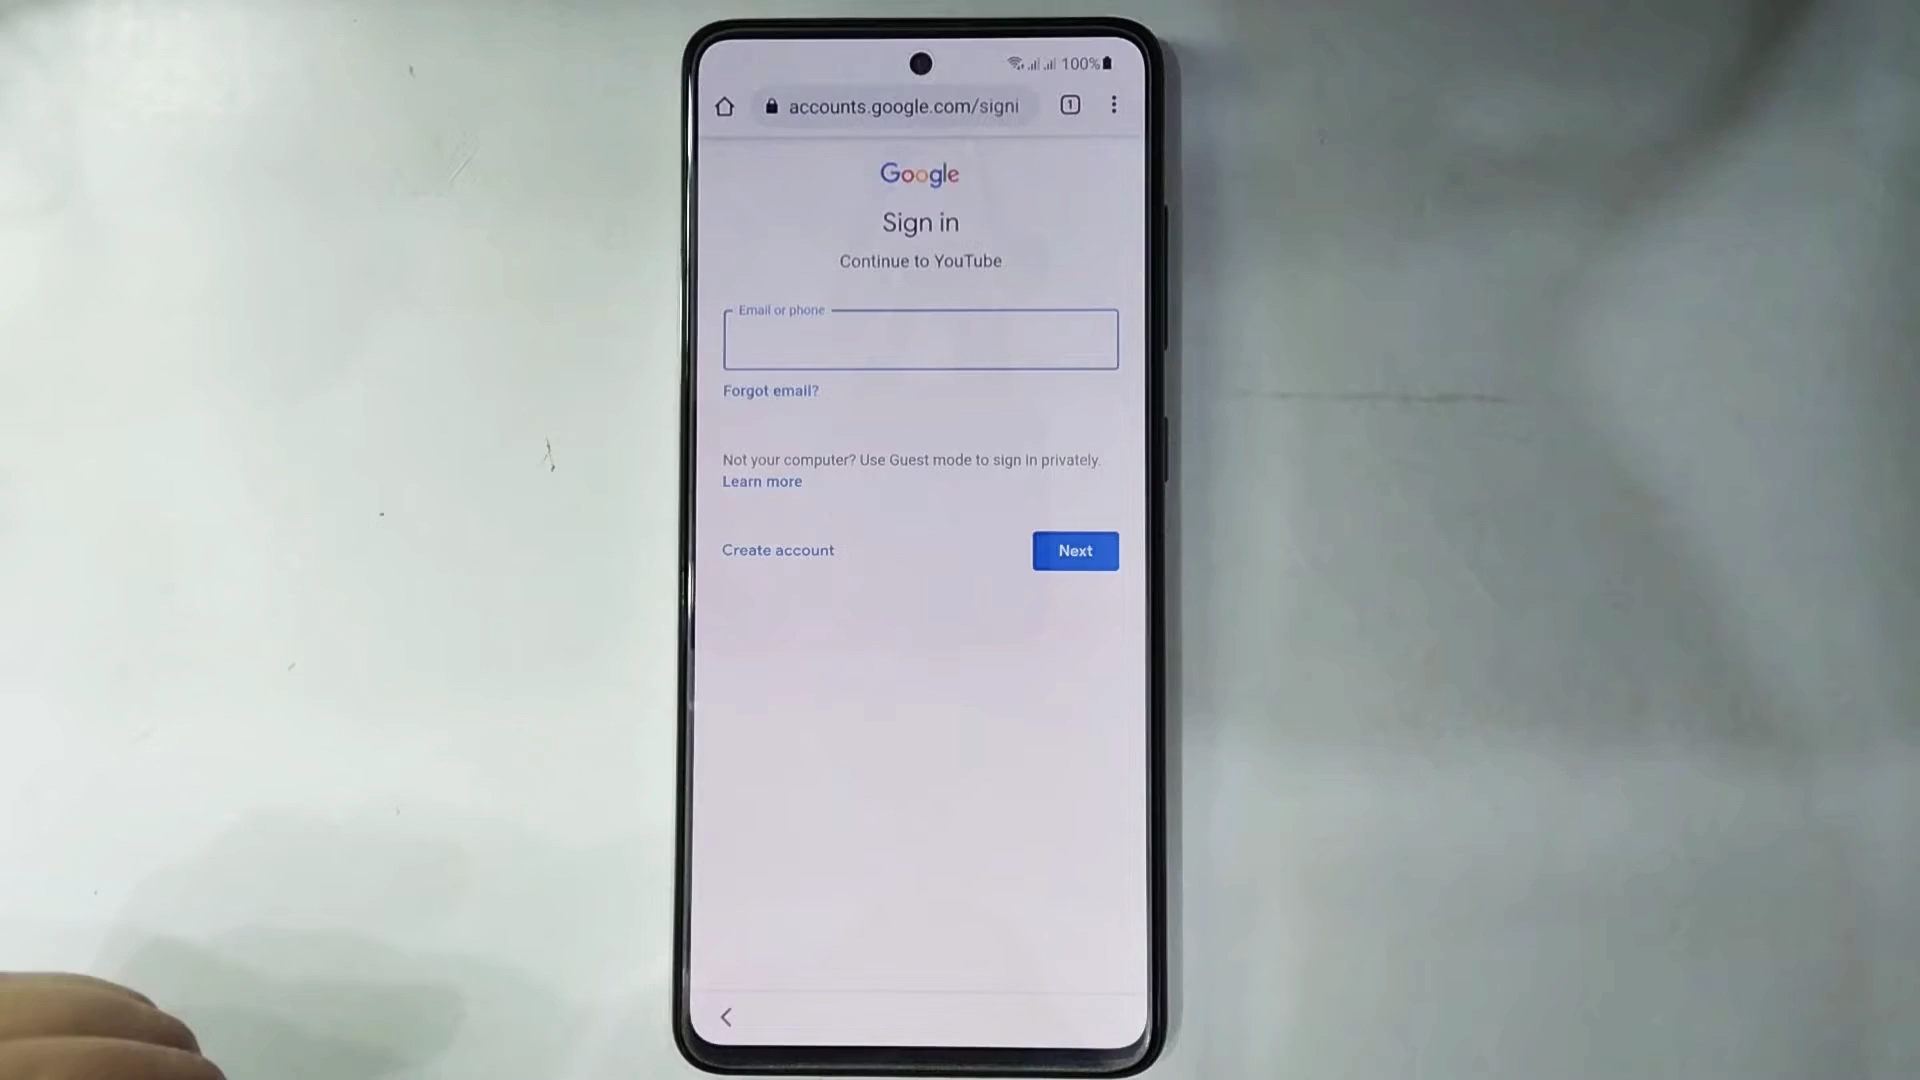 100%
accounts.google.com/signi
1
Google
Sign in
Continue to YouTube
Email or phone
Forgot email?
Not your computer? Use Guest mode to sign in privately.
Learn more
Create account
Next